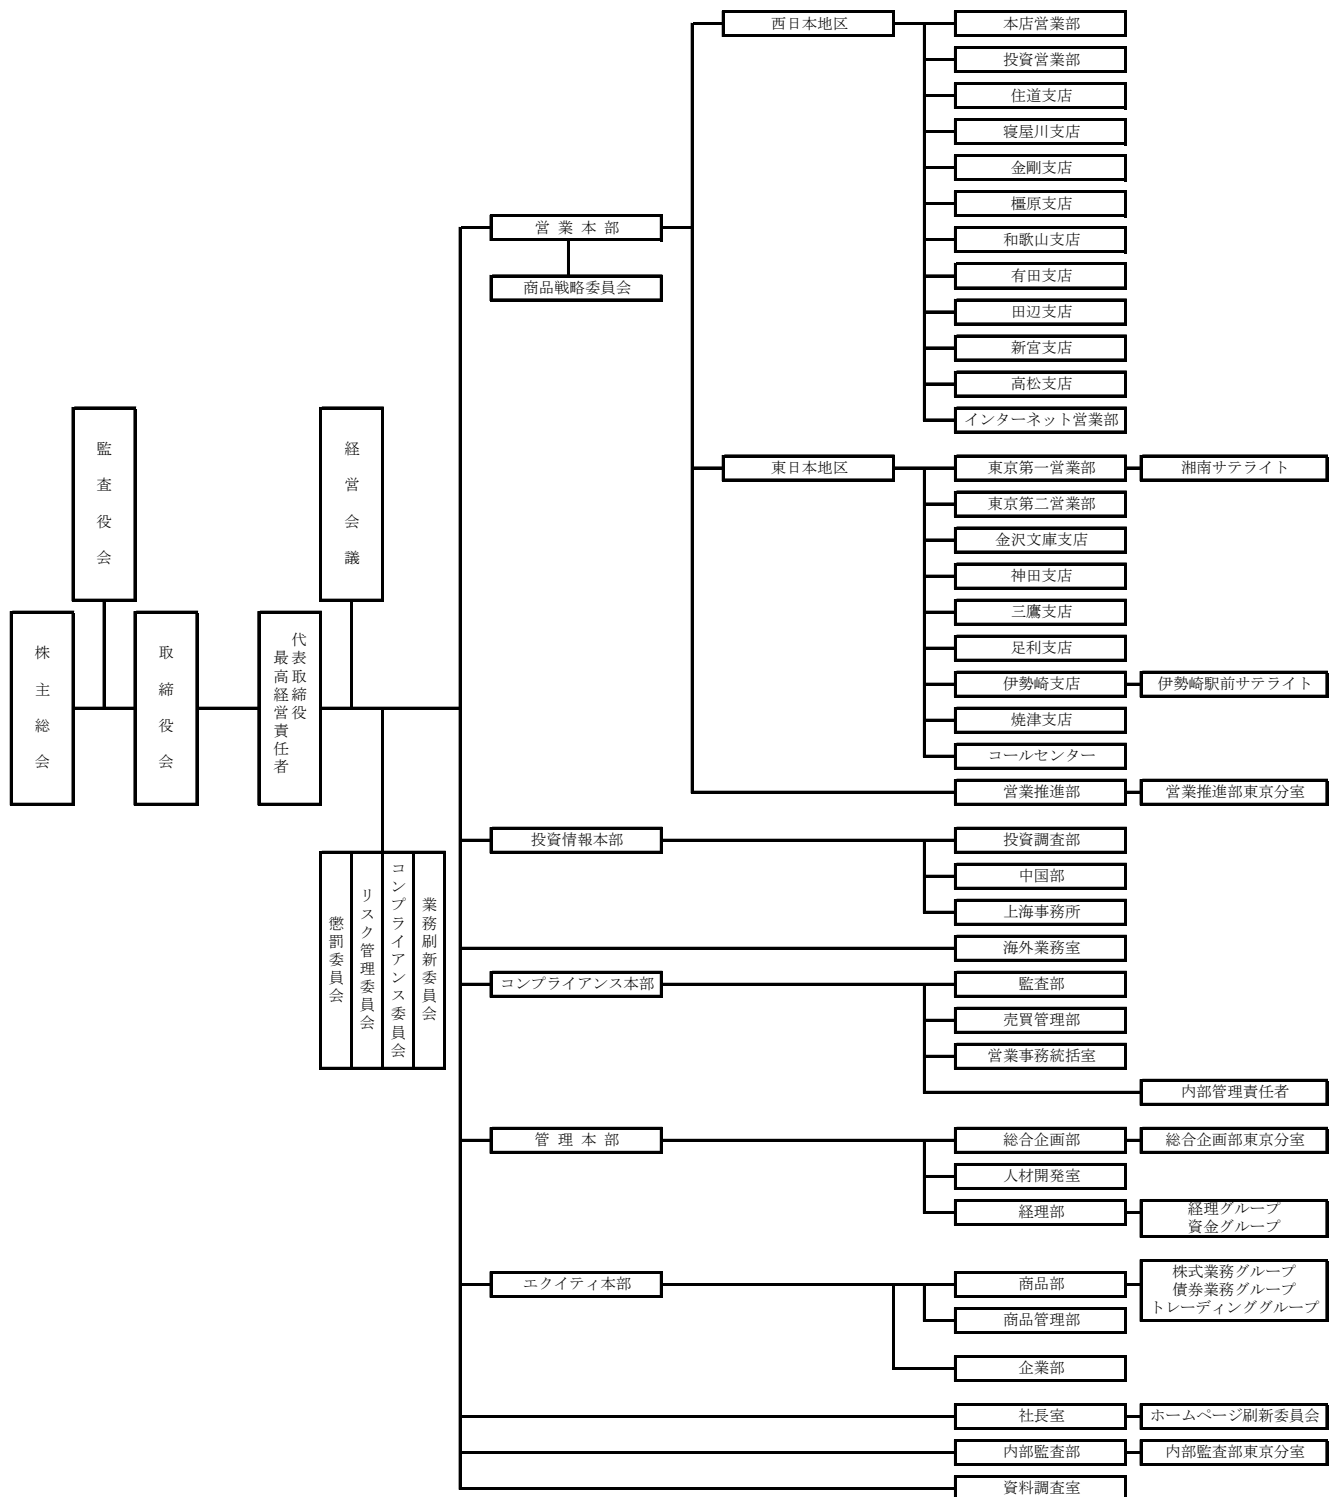 株主総会
監査役会
取締役会
代表取締役
最高経営責任者
経営会議
懲罰委員会
リスク管理委員会
コンプライアンス委員会
業務刷新委員会
営業本部
商品戦略委員会
西日本地区
本店営業部
投資営業部
住道支店
寝屋川支店
金剛支店
橿原支店
和歌山支店
有田支店
田辺支店
新宮支店
高松支店
インターネット営業部
東日本地区
東京第一営業部
湘南サテライト
東京第二営業部
金沢文庫支店
神田支店
三鷹支店
足利支店
伊勢崎支店
伊勢崎駅前サテライト
焼津支店
コールセンター
営業推進部
営業推進部東京分室
投資情報本部
投資調査部
中国部
上海事務所
海外業務室
コンプライアンス本部
監査部
売買管理部
営業事務統括室
内部管理責任者
管理本部
総合企画部
総合企画部東京分室
人材開発室
経理部
経理グループ
資金グループ
エクイティ本部
商品部
株式業務グループ
債券業務グループ
トレーディンググループ
商品管理部
企業部
社長室
ホームページ刷新委員会
内部監査部
内部監査部東京分室
資料調査室